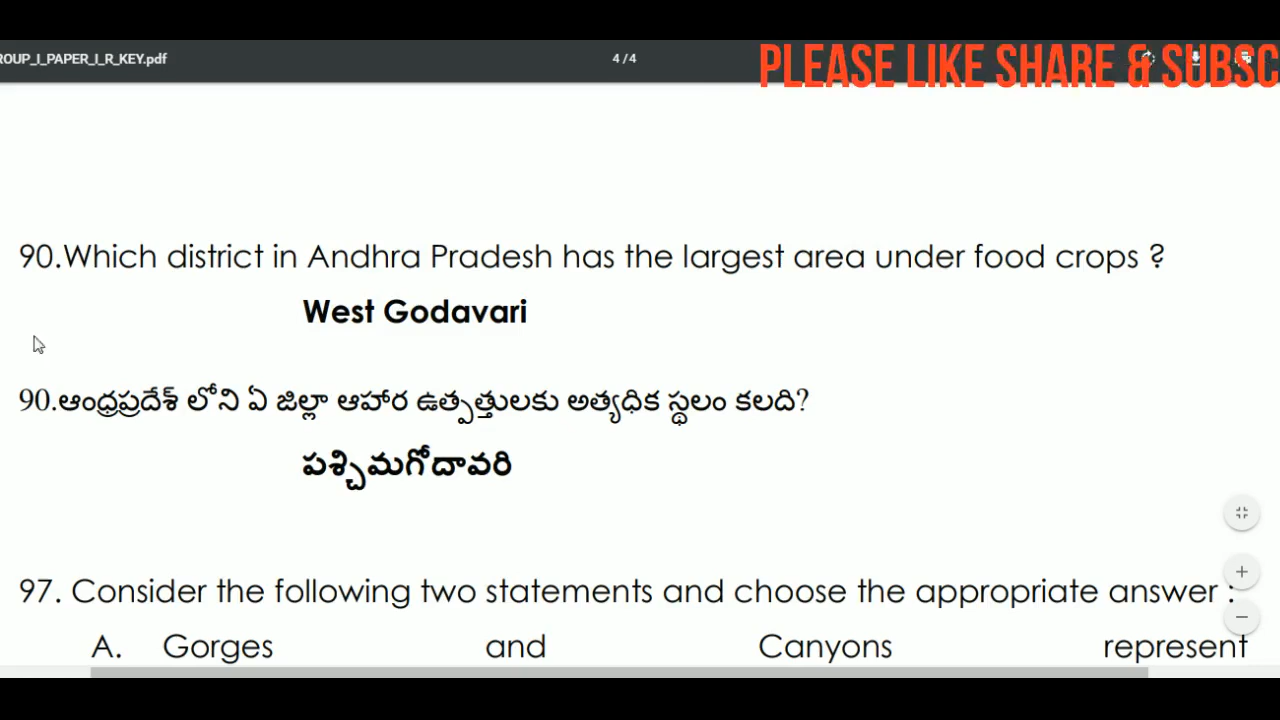 ROUP_I_PAPER_I_R_KEY.pdf
4 / 4
PLEASE LIKE SHARE & SUBSC
90.Which district in Andhra Pradesh has the largest area under food crops ?
West Godavari
90.ఆంధ్రప్రదేశ్ లోని ఏ జిల్లా ఆహార ఉత్పత్తులకు అత్యధిక స్థలం కలది?
పశ్చిమగోదావరి
97. Consider the following two statements and choose the appropriate answer :
A. Gorges and Canyons represent